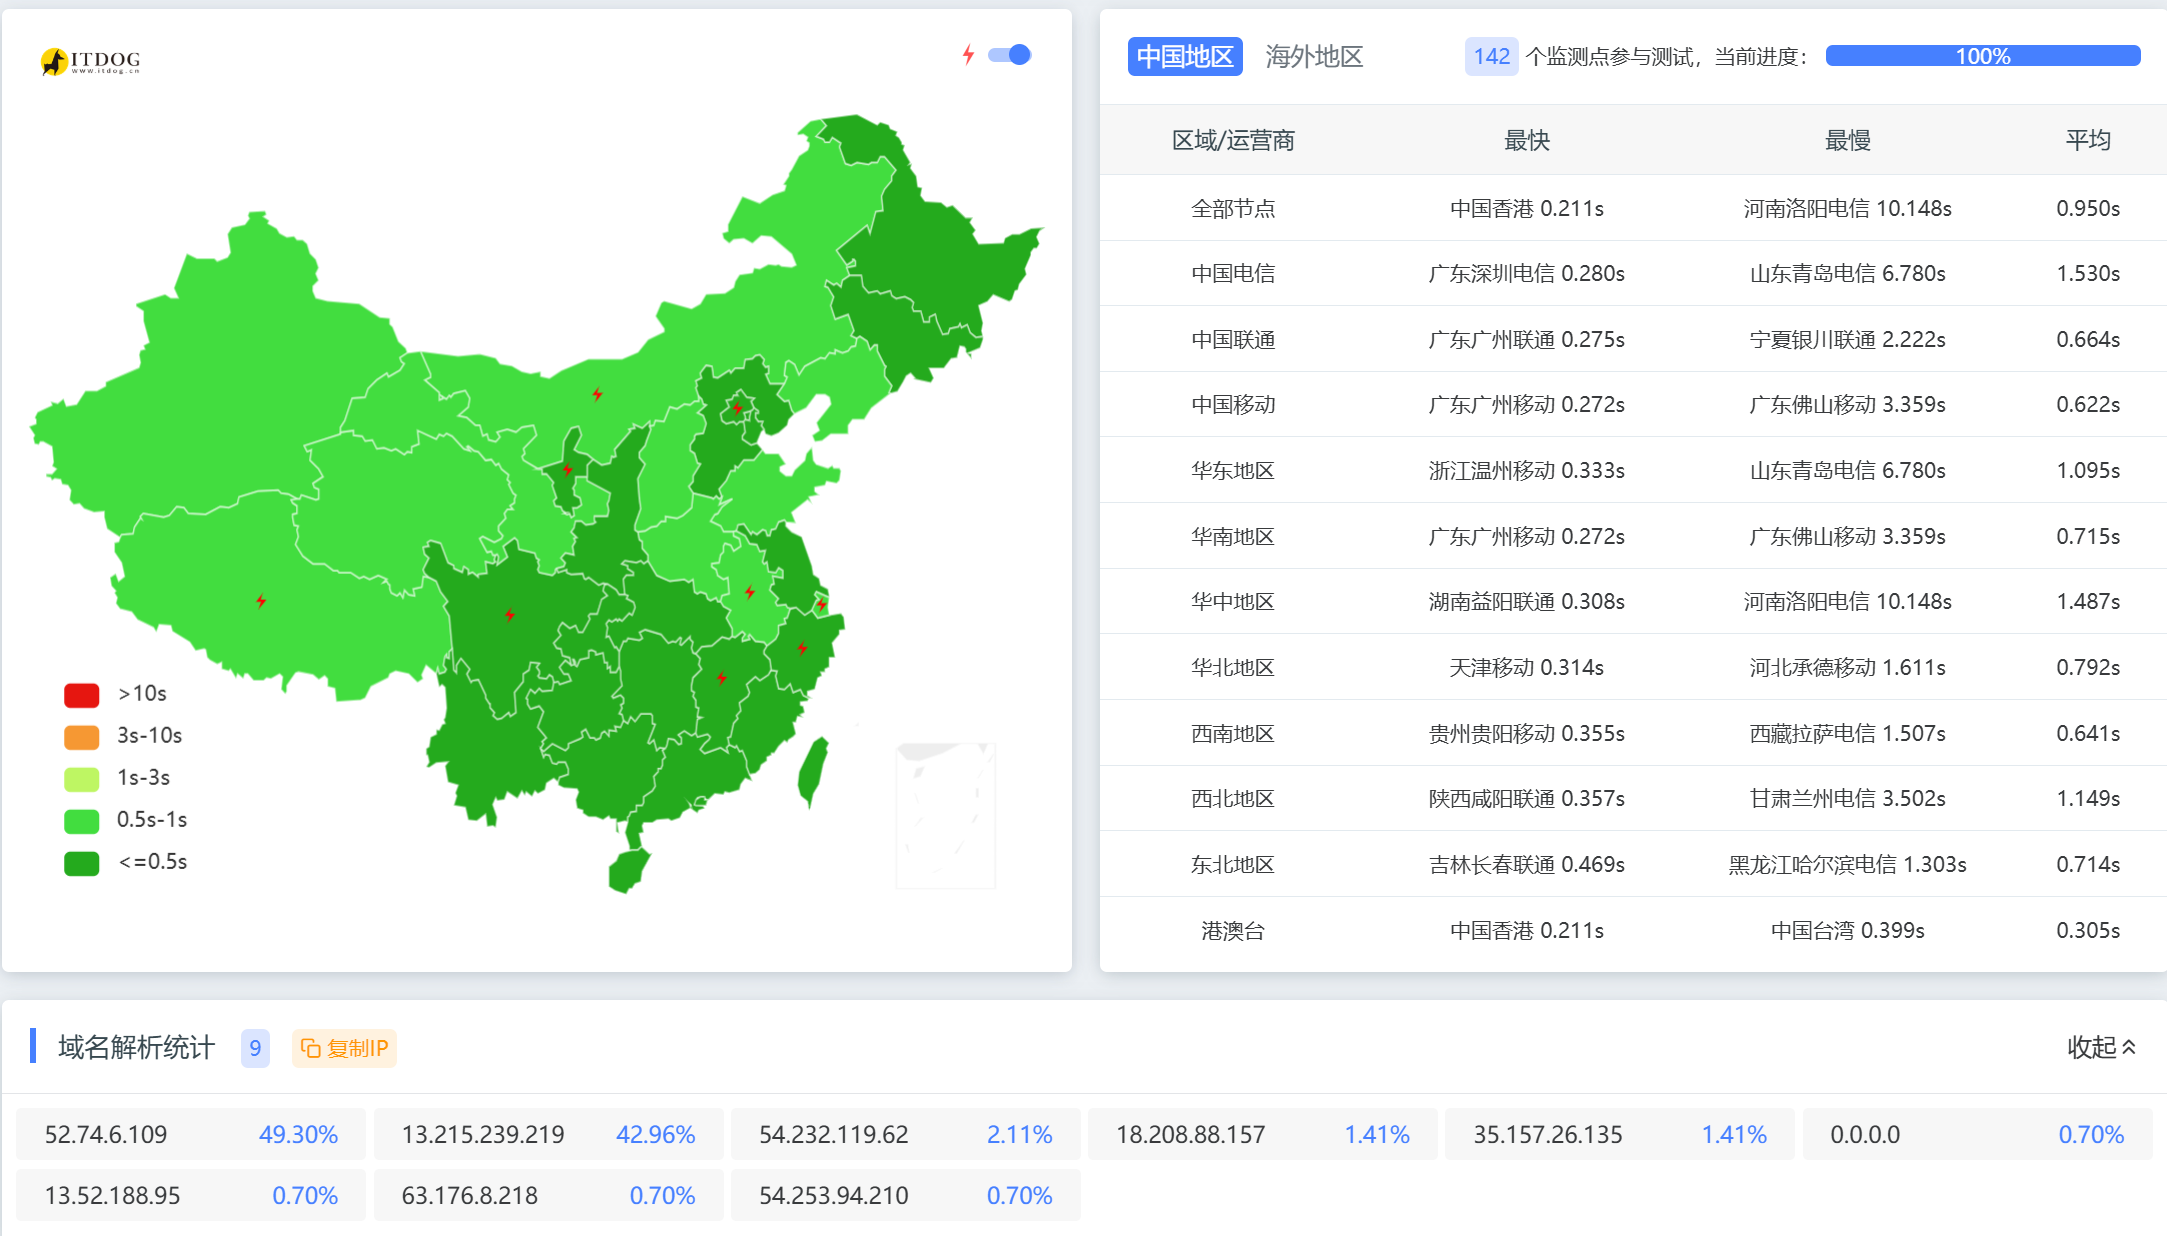 ITDOG
www.itdog.cn
>10s
3s-10s
1s-3s
0.5s-1s
<=0.5s
中国地区 海外地区 142 个监测点参与测试，当前进度： 100%
区域/运营商 最快 最慢 平均
全部节点 中国香港 0.211s 河南洛阳电信 10.148s 0.950s
中国电信 广东深圳电信 0.280s 山东青岛电信 6.780s 1.530s
中国联通 广东广州联通 0.275s 宁夏银川联通 2.222s 0.664s
中国移动 广东广州移动 0.272s 广东佛山移动 3.359s 0.622s
华东地区 浙江温州移动 0.333s 山东青岛电信 6.780s 1.095s
华南地区 广东广州移动 0.272s 广东佛山移动 3.359s 0.715s
华中地区 湖南益阳联通 0.308s 河南洛阳电信 10.148s 1.487s
华北地区 天津移动 0.314s 河北承德移动 1.611s 0.792s
西南地区 贵州贵阳移动 0.355s 西藏拉萨电信 1.507s 0.641s
西北地区 陕西咸阳联通 0.357s 甘肃兰州电信 3.502s 1.149s
东北地区 吉林长春联通 0.469s 黑龙江哈尔滨电信 1.303s 0.714s
港澳台 中国香港 0.211s 中国台湾 0.399s 0.305s
域名解析统计 9 复制IP 收起
52.74.6.109 49.30% 13.215.239.219 42.96% 54.232.119.62 2.11% 18.208.88.157 1.41% 35.157.26.135 1.41% 0.0.0.0 0.70%
13.52.188.95 0.70% 63.176.8.218 0.70% 54.253.94.210 0.70%